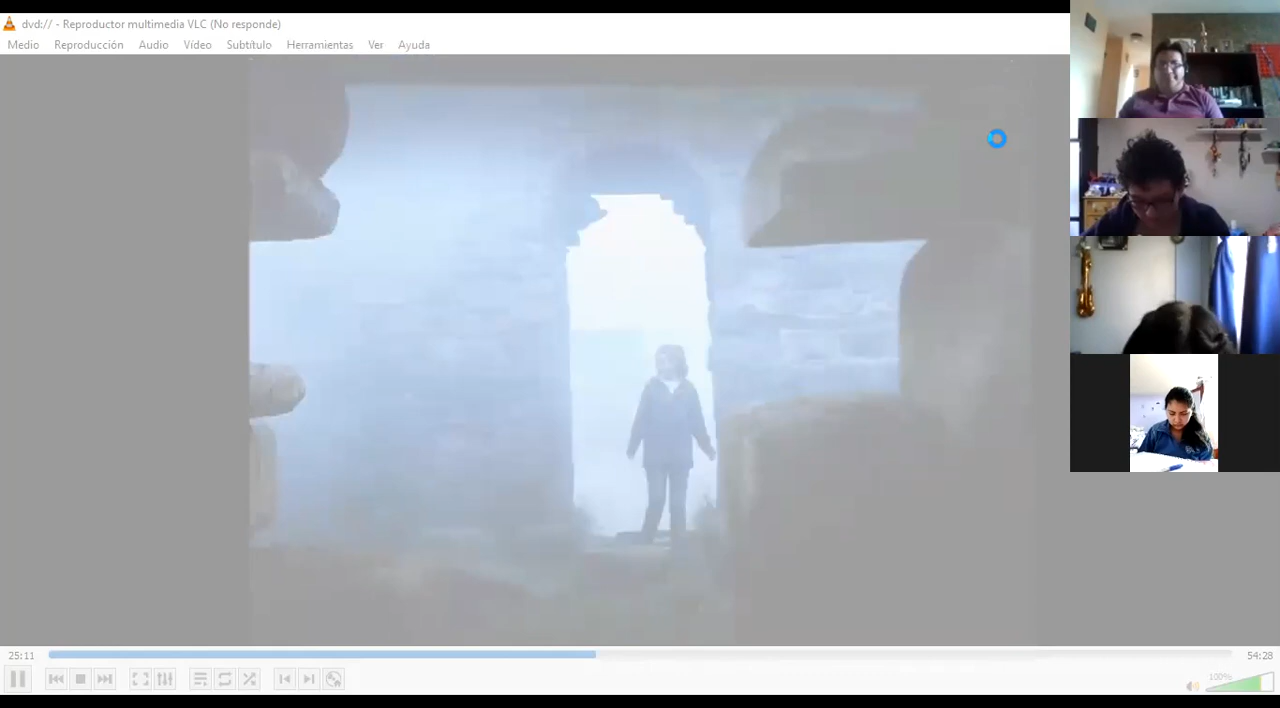 dvd:// - Reproductor multimedia VLC (No responde)
Medio Reproducción Audio Vídeo Subtítulo Herramientas Ver Ayuda
25:11 54:28
100%